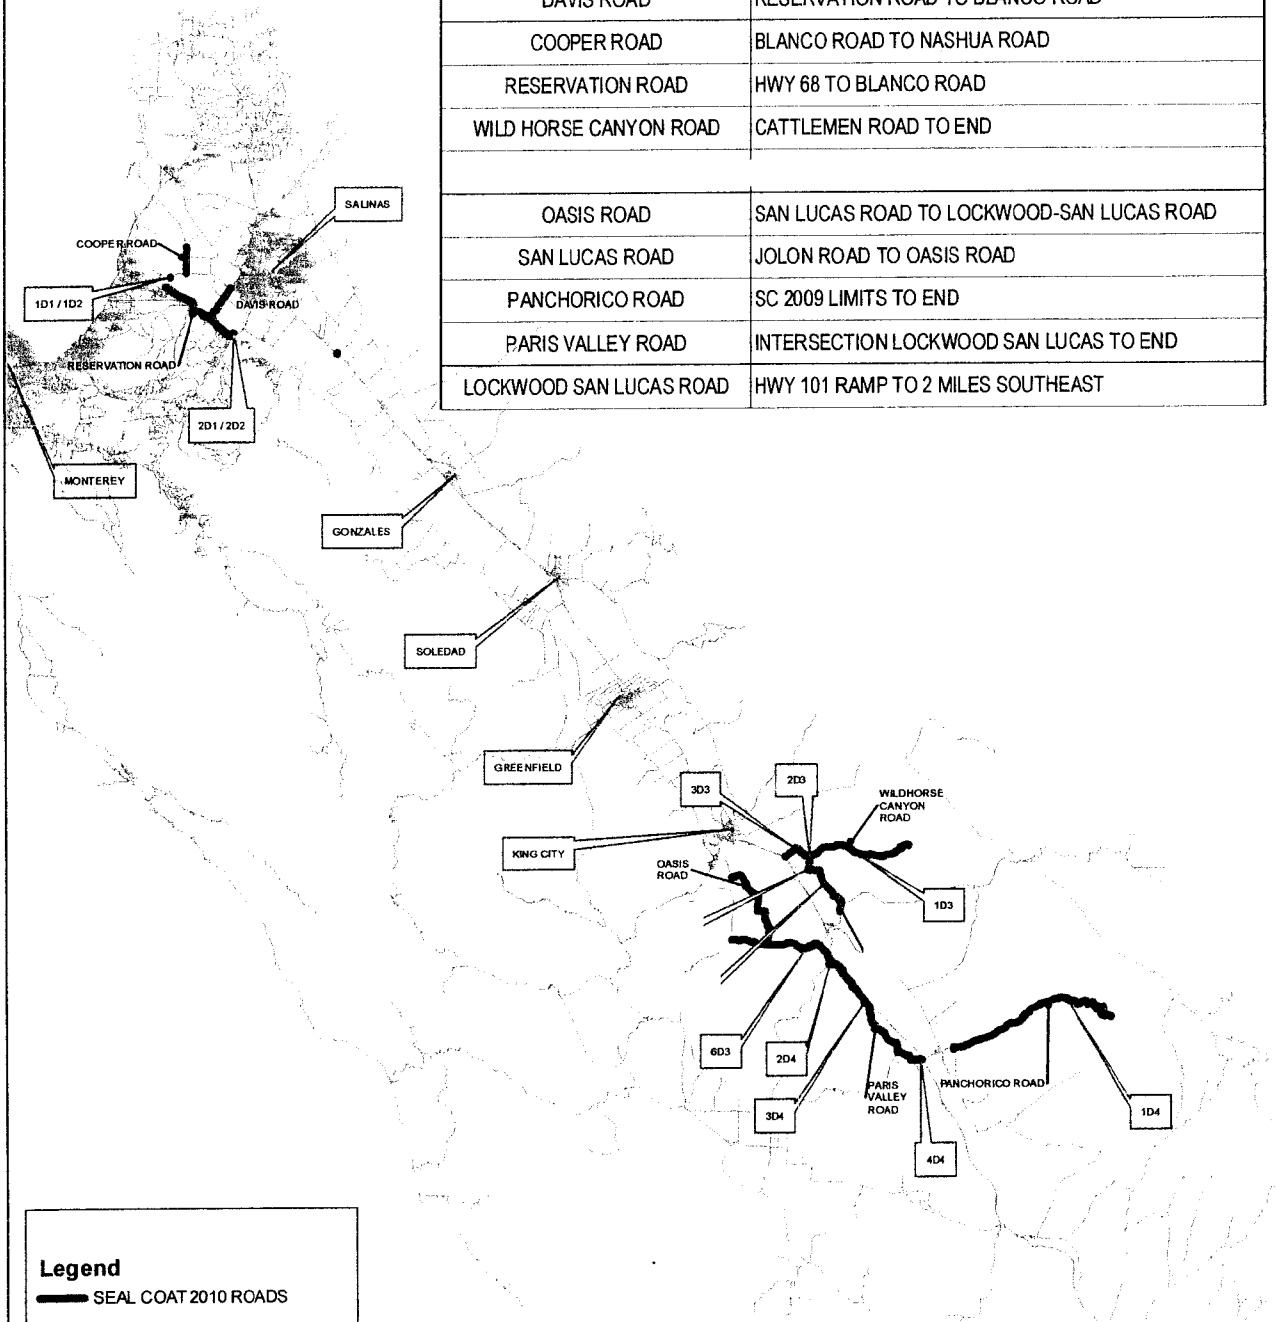 DAVIS ROAD RESERVATION ROAD TO BLANCO ROAD
COOPER ROAD BLANCO ROAD TO NASHUA ROAD
RESERVATION ROAD HWY 68 TO BLANCO ROAD
WILD HORSE CANYON ROAD CATTLEMEN ROAD TO END
OASIS ROAD SAN LUCAS ROAD TO LOCKWOOD-SAN LUCAS ROAD
SAN LUCAS ROAD JOLON ROAD TO OASIS ROAD
PANCHORICO ROAD SC 2009 LIMITS TO END
PARIS VALLEY ROAD INTERSECTION LOCKWOOD SAN LUCAS TO END
LOCKWOOD SAN LUCAS ROAD HWY 101 RAMP TO 2 MILES SOUTHEAST
SALINAS
COOPER ROAD
1D1 / 1D2
DAVIS ROAD
RESERVATION ROAD
2D1 / 2D2
MONTEREY
GONZALES
SOLEDAD
GREENFIELD
3D3
2D3
WILDHORSE
CANYON
ROAD
KING CITY
OASIS
ROAD
1D3
6D3
2D4
3D4
PARIS
VALLEY
ROAD
PANCHORICO ROAD
1D4
4D4
Legend
SEAL COAT 2010 ROADS